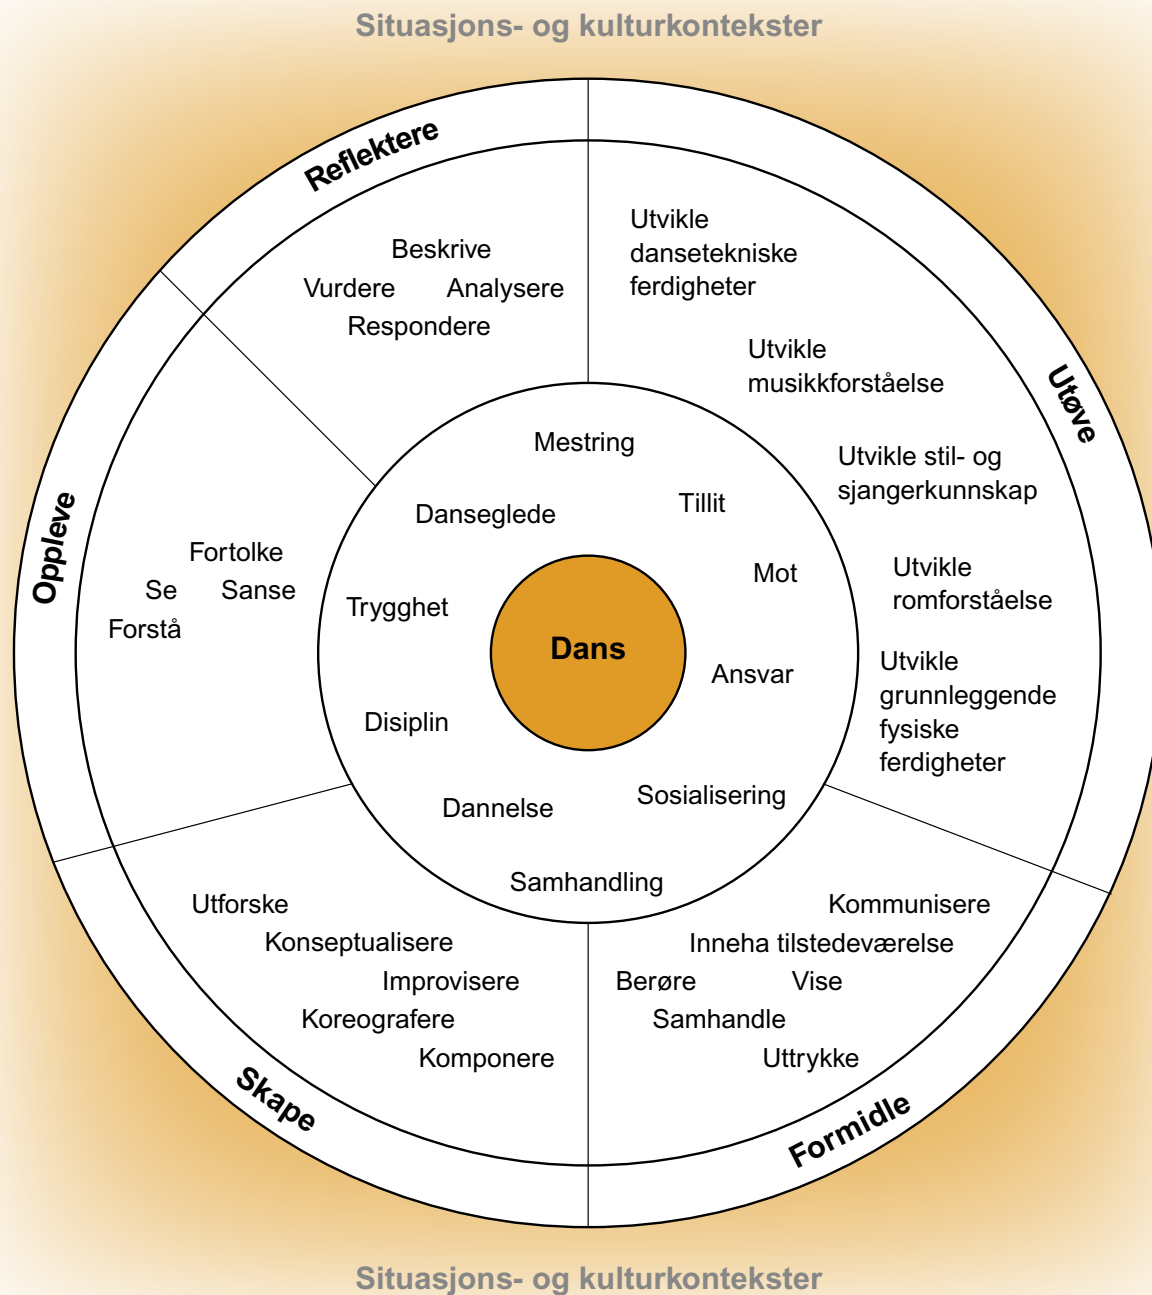 Situasjons- og kulturkontekster
Reflektere
Beskrive
Vurdere Analysere
Respondere
Utøve
Utvikle
dansetekniske
ferdigheter
Utvikle
musikkforståelse
Utvikle stil- og
sjangerkunnskap
Utvikle
romforståelse
Utvikle
grunnleggende
fysiske
ferdigheter
Oppleve
Fortolke
Se Sanse
Forstå
Mestring
Danseglede
Tillit
Mot
Trygghet
Dans
Ansvar
Disiplin
Dannelse
Sosialisering
Samhandling
Skape
Utforske
Konseptualisere
Improvisere
Koreografere
Komponere
Formidle
Kommunisere
Inneha tilstedeværelse
Berøre Vise
Samhandle
Uttrykke
Situasjons- og kulturkontekster